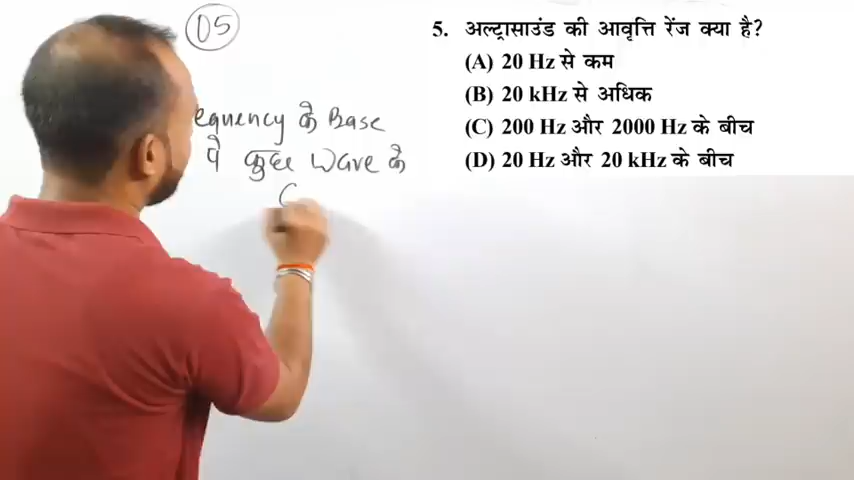 05
5. अल्ट्रासाउंड की आवृत्ति रेंज क्या है?
(A) 20 Hz से कम
(B) 20 kHz से अधिक
(C) 200 Hz और 2000 Hz के बीच
(D) 20 Hz और 20 kHz के बीच
equency के Base
पे कुछ Wave के
C